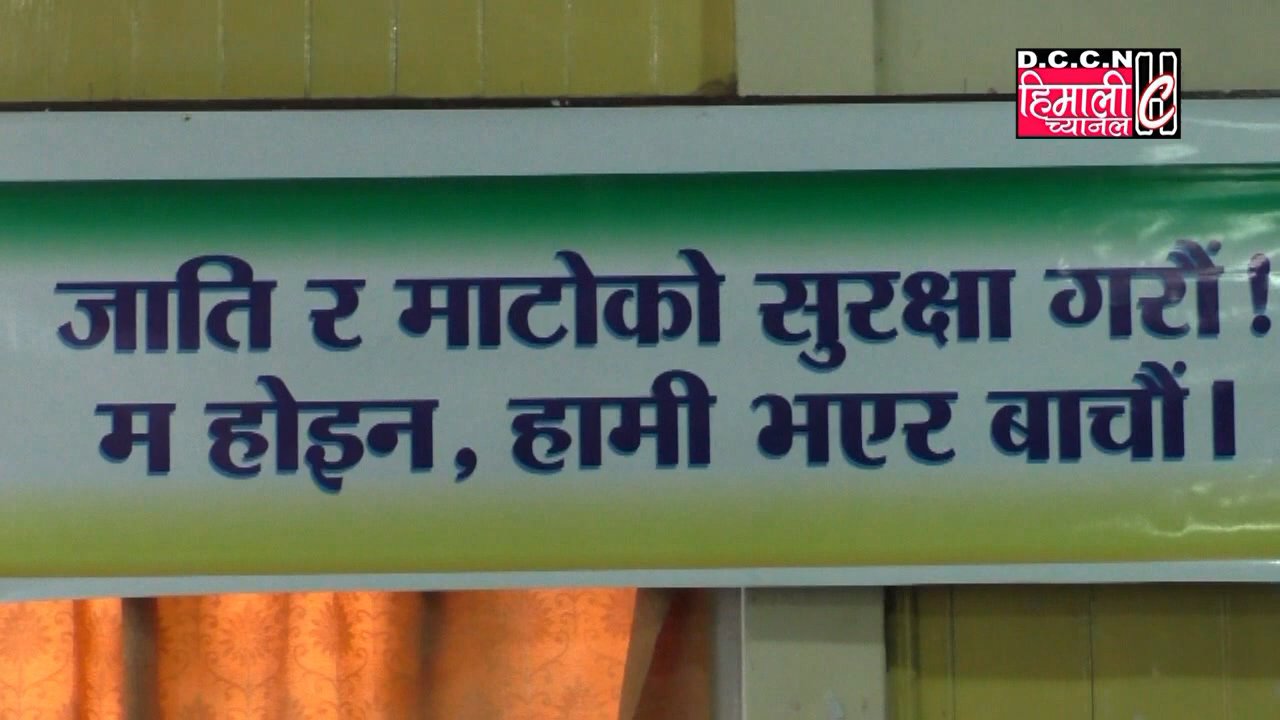 D.C.C.N
हिमाली
च्यानल
जाति र माटोको सुरक्षा गरौं !
म होइन, हामी भएर बाचौं।